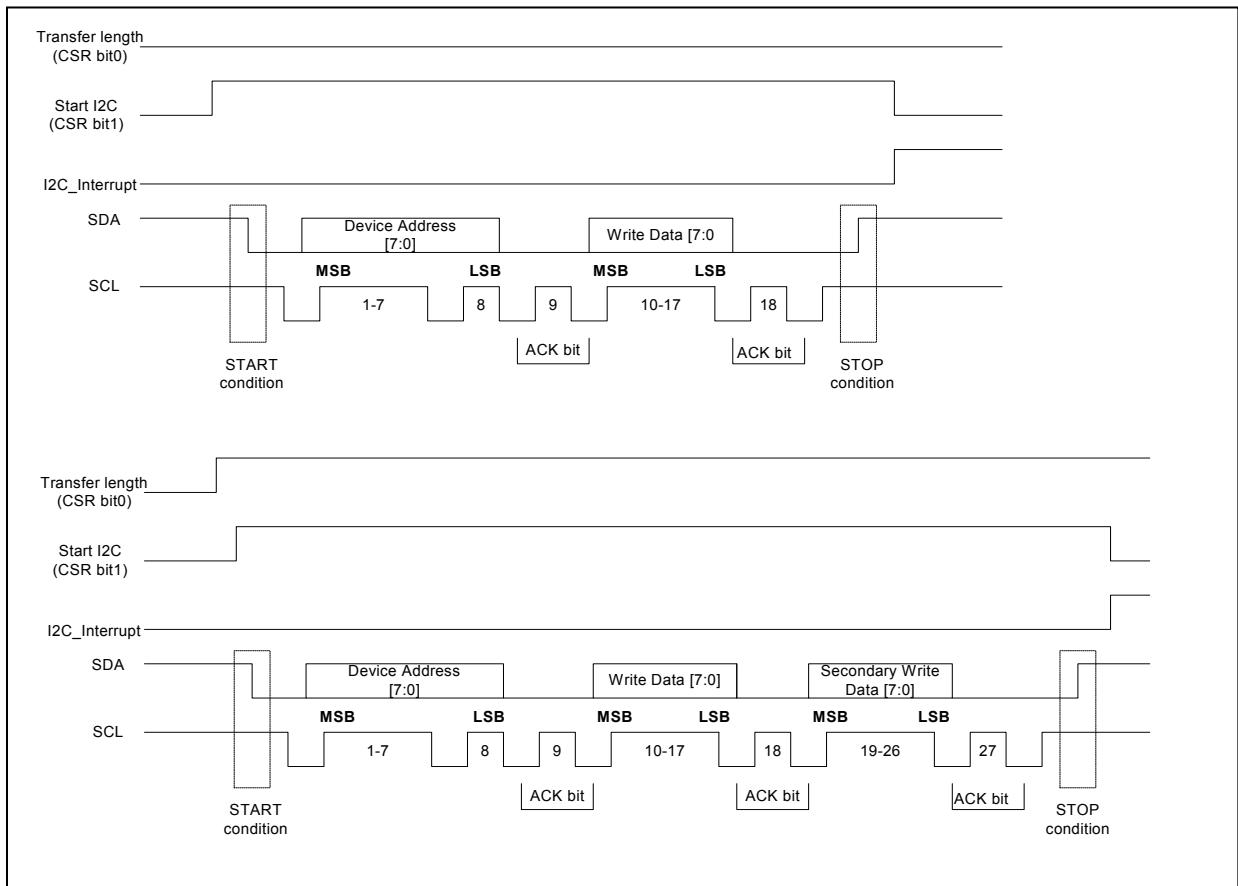 Transfer length
(CSR bit0)
Start I2C
(CSR bit1)
I2C_Interrupt
SDA
Device Address
[7:0]
Write Data [7:0
MSB
LSB
MSB
LSB
SCL
1-7
8
9
10-17
18
ACK bit
ACK bit
START
condition
STOP
condition
Transfer length
(CSR bit0)
Start I2C
(CSR bit1)
I2C_Interrupt
SDA
Device Address
[7:0]
Write Data [7:0]
Secondary Write
Data [7:0]
MSB
LSB
MSB
LSB
MSB
LSB
SCL
1-7
8
9
10-17
18
19-26
27
ACK bit
ACK bit
ACK bit
START
condition
STOP
condition